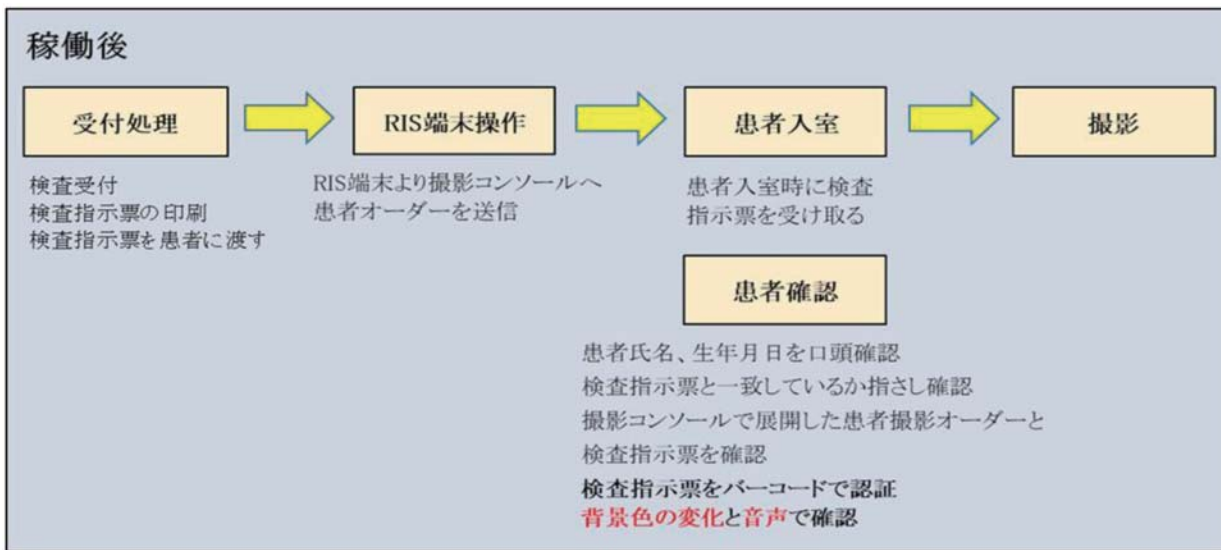 稼働後
受付処理
検査受付
検査指示票の印刷
検査指示票を患者に渡す
RIS端末操作
RIS端末より撮影コンソールへ
患者オーダーを送信
患者入室
患者入室時に検査
指示票を受け取る
患者確認
患者氏名、生年月日を口頭確認
検査指示票と一致しているか指さし確認
撮影コンソールで展開した患者撮影オーダーと
検査指示票を確認
検査指示票をバーコードで認証
背景色の変化と音声で確認
撮影